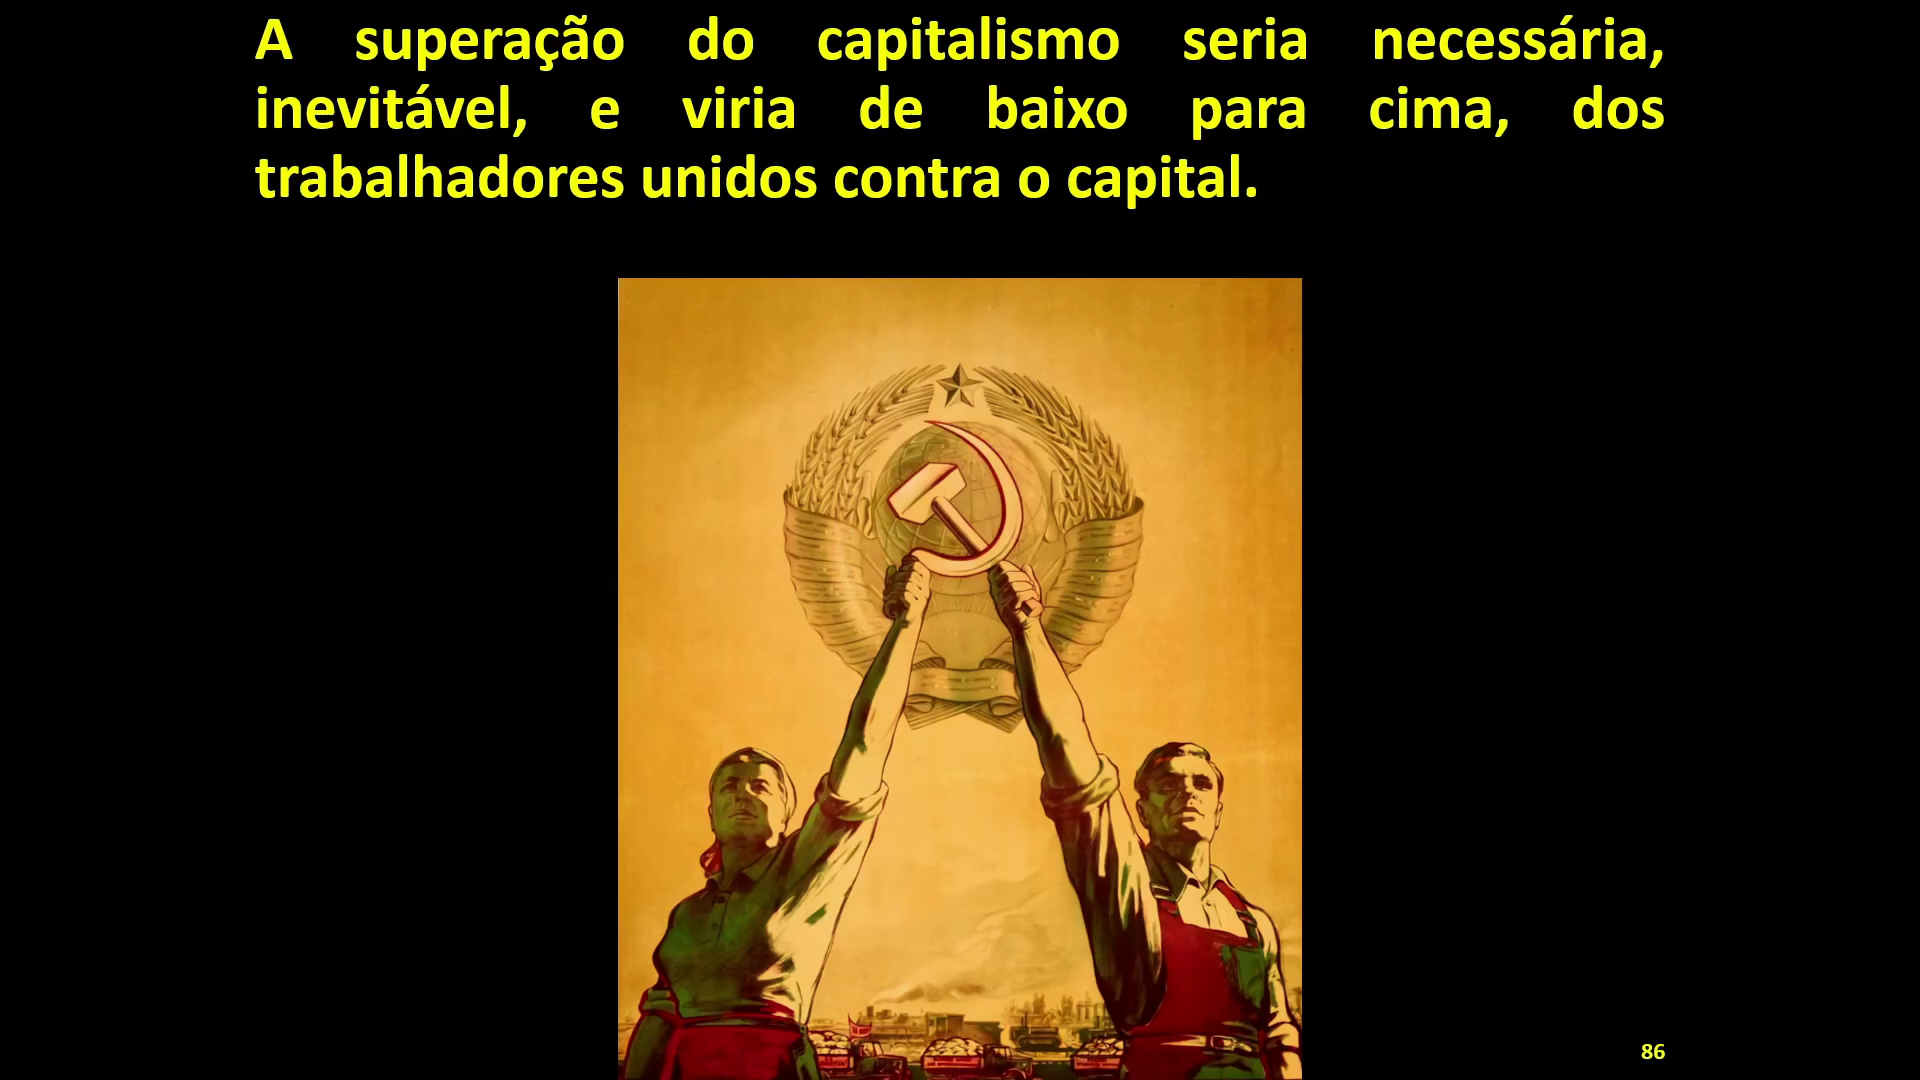 A superação do capitalismo seria necessária,
inevitável, e viria de baixo para cima, dos
trabalhadores unidos contra o capital.
86